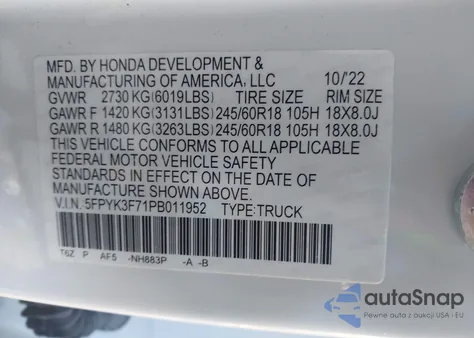 MFD. BY HONDA DEVELOPMENT &
MANUFACTURING OF AMERICA, LLC 10/'22
GVWR 2730 KG(6019LBS) TIRE SIZE RIM SIZE
GAWR F 1420 KG(3131LBS) 245/60R18 105H 18X8.0J
GAWR R 1480 KG(3263LBS) 245/60R18 105H 18X8.0J
THIS VEHICLE CONFORMS TO ALL APPLICABLE
FEDERAL MOTOR VEHICLE SAFETY
STANDARDS IN EFFECT ON THE DATE OF
MANUFACTURE SHOWN ABOVE.
V.I.N. 5FPYK3F71PB011952 TYPE:TRUCK
T6Z P AF5 -NH883P -A -B
autoSnap
Pewne auto z aukcji USA i EU